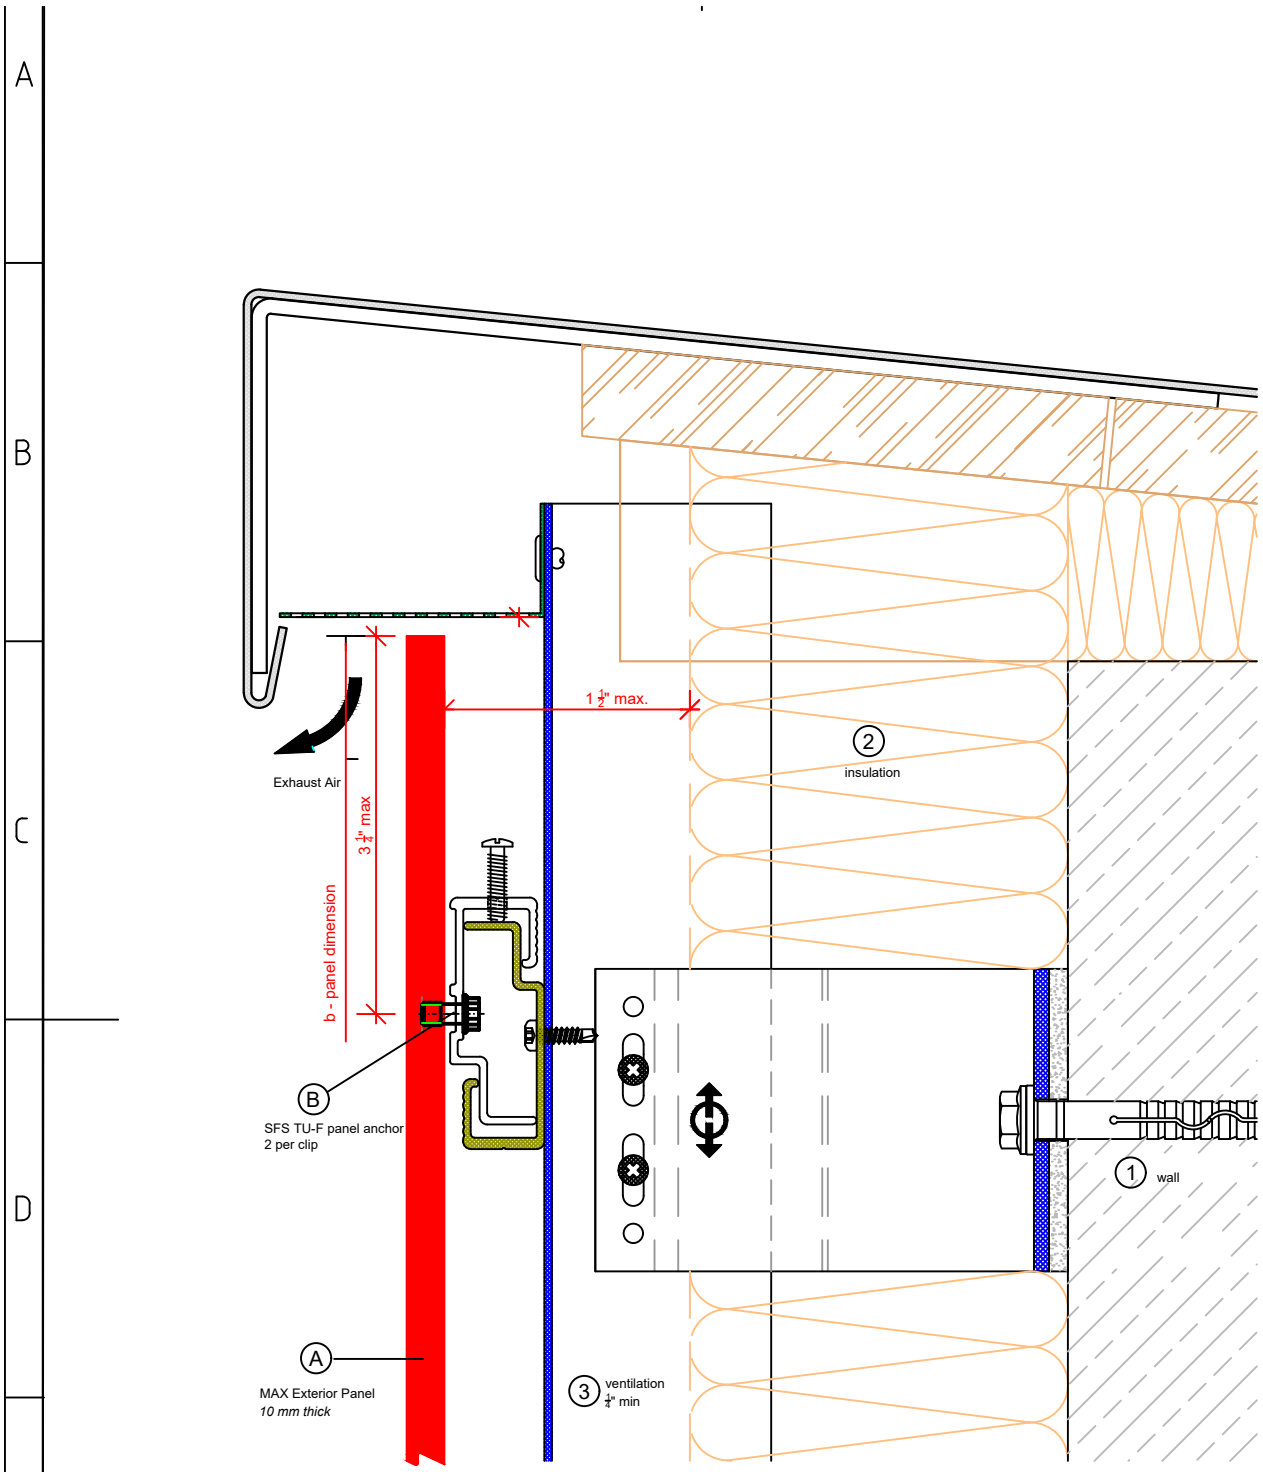 A
B
1 1/2" max.
2
insulation
Exhaust Air
C
3 1/4" max
b - panel dimension
B
SFS TU-F panel anchor
2 per clip
1
wall
D
A
MAX Exterior Panel
10 mm thick
3
ventilation
1/4" min